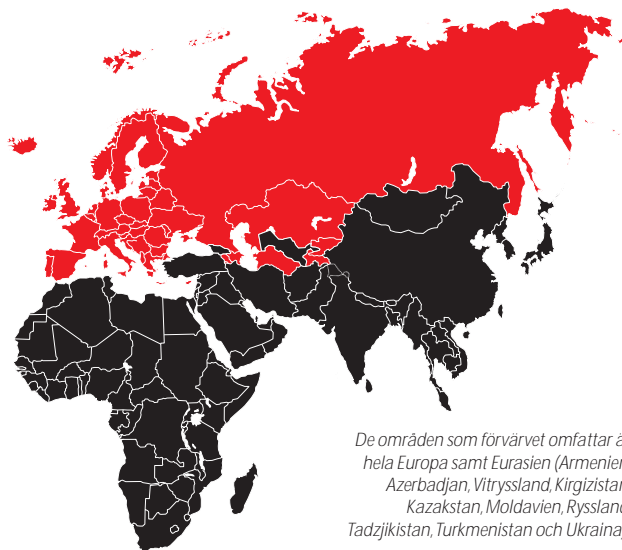 De områden som förvärvet omfattar ä
hela Europa samt Eurasien (Armenien
Azerbadjan, Vitryssland, Kirgizistan
Kazakstan, Moldavien, Ryssland
Tadzjikistan, Turkmenistan och Ukraina)